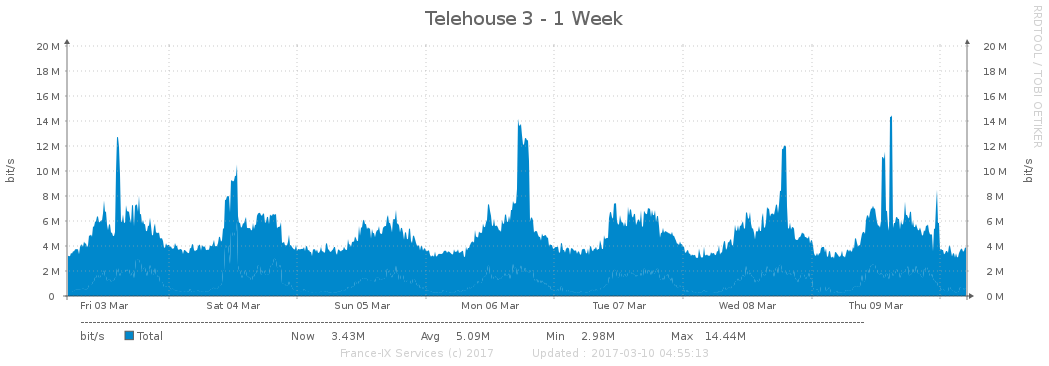 Telehouse 3 - 1 Week
RRDTOOL / TOBI OETIKER
bit/s
20 M 20 M
18 M 18 M
16 M 16 M
14 M 14 M
12 M 12 M
10 M 10 M
8 M 8 M
6 M 6 M
4 M 4 M
2 M 2 M
0 0 M
bit/s
Fri 03 Mar Sat 04 Mar Sun 05 Mar Mon 06 Mar Tue 07 Mar Wed 08 Mar Thu 09 Mar
bit/s Total Now 3.43M Avg 5.09M Min 2.98M Max 14.44M
France-IX Services (c) 2017 Updated : 2017-03-10 04:55:13